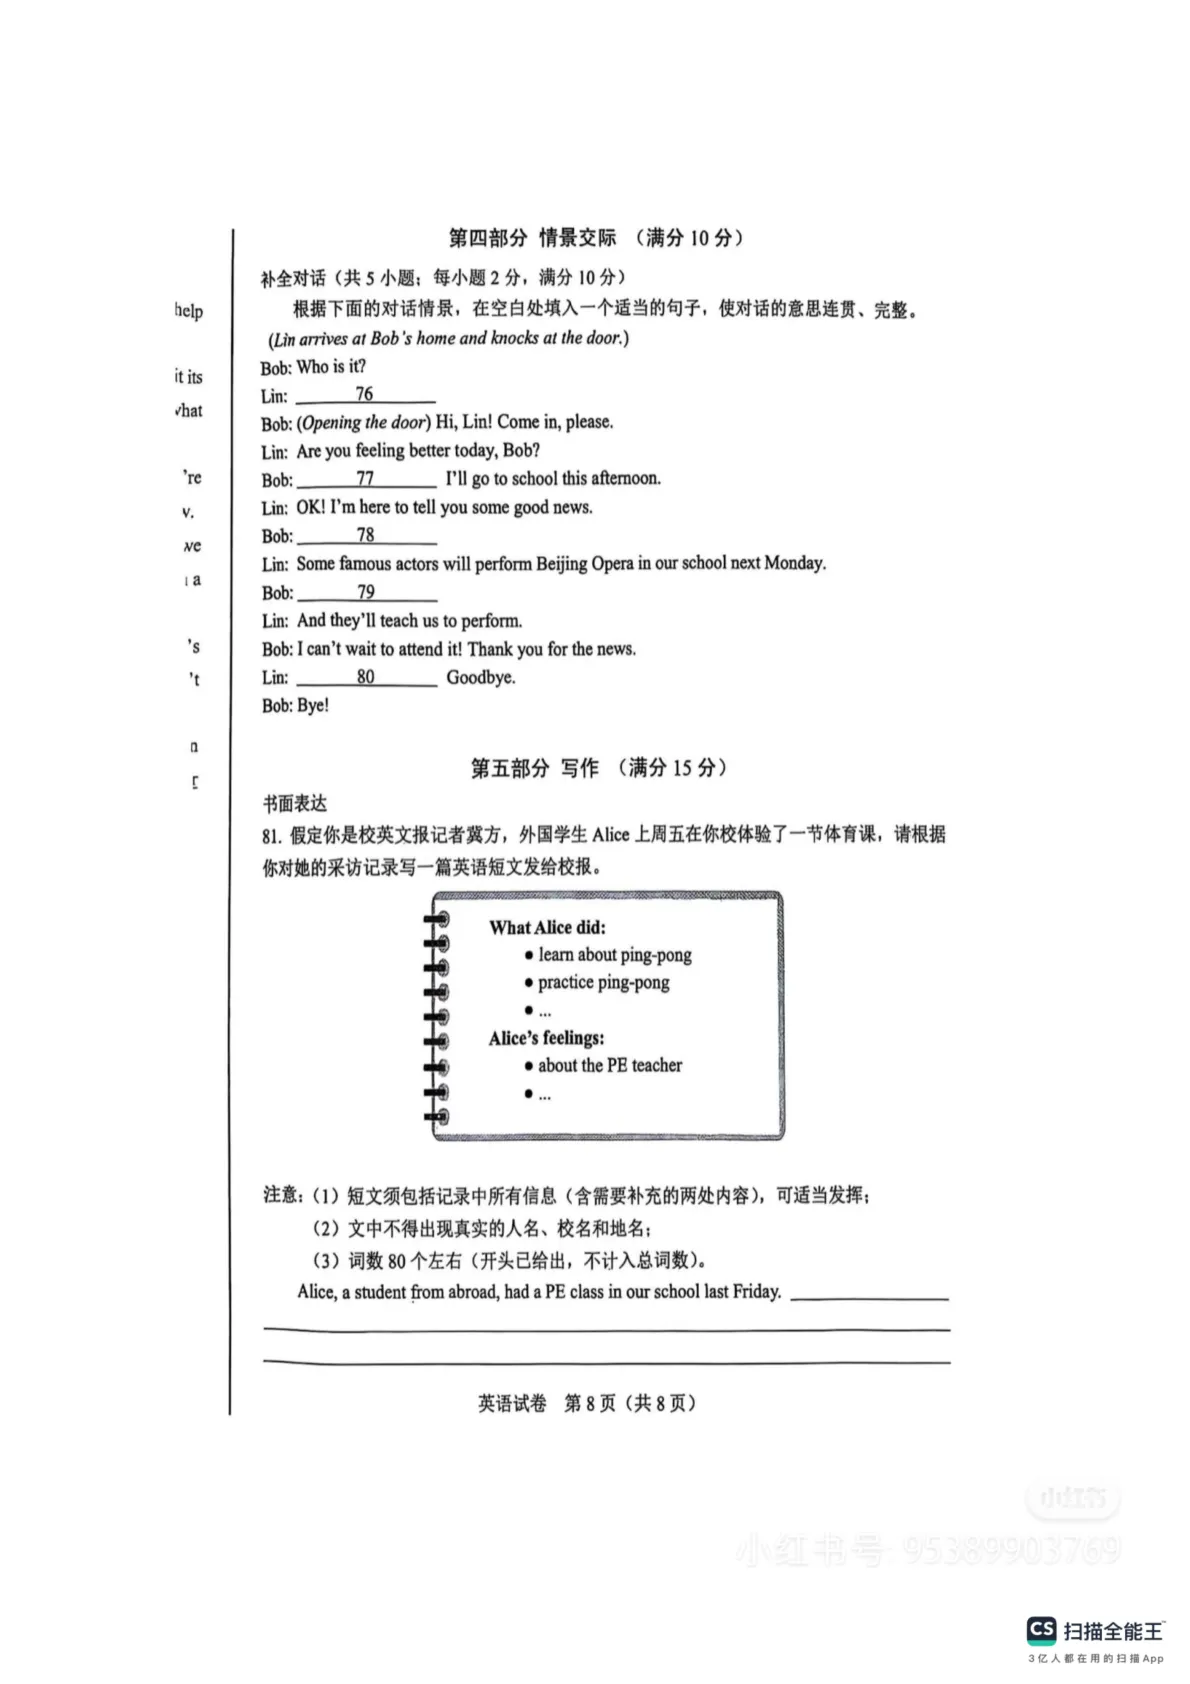 help
it its
what
're
v.
we
a
's
't
n
第四部分 情景交际 （满分 10 分）
补全对话（共 5 小题；每小题 2 分，满分 10 分）
根据下面的对话情景，在空白处填入一个适当的句子，使对话的意思连贯、完整。
(Lin arrives at Bob's home and knocks at the door.)
Bob: Who is it?
Lin: 76
Bob: (Opening the door) Hi, Lin! Come in, please.
Lin: Are you feeling better today, Bob?
Bob: 77 I'll go to school this afternoon.
Lin: OK! I'm here to tell you some good news.
Bob: 78
Lin: Some famous actors will perform Beijing Opera in our school next Monday.
Bob: 79
Lin: And they'll teach us to perform.
Bob: I can't wait to attend it! Thank you for the news.
Lin: 80 Goodbye.
Bob: Bye!
第五部分 写作 （满分 15 分）
书面表达
81. 假定你是校英文报记者冀方，外国学生 Alice 上周五在你校体验了一节体育课，请根据
你对她的采访记录写一篇英语短文发给校报。
What Alice did:
● learn about ping-pong
● practice ping-pong
● ...
Alice's feelings:
● about the PE teacher
● ...
注意：（1）短文须包括记录中所有信息（含需要补充的两处内容），可适当发挥；
（2）文中不得出现真实的人名、校名和地名；
（3）词数 80 个左右（开头已给出，不计入总词数）。
Alice, a student from abroad, had a PE class in our school last Friday.
英语试卷 第 8 页（共 8 页）
小红书
小红书号: 95389903769
CS 扫描全能王™
3亿人都在用的扫描App